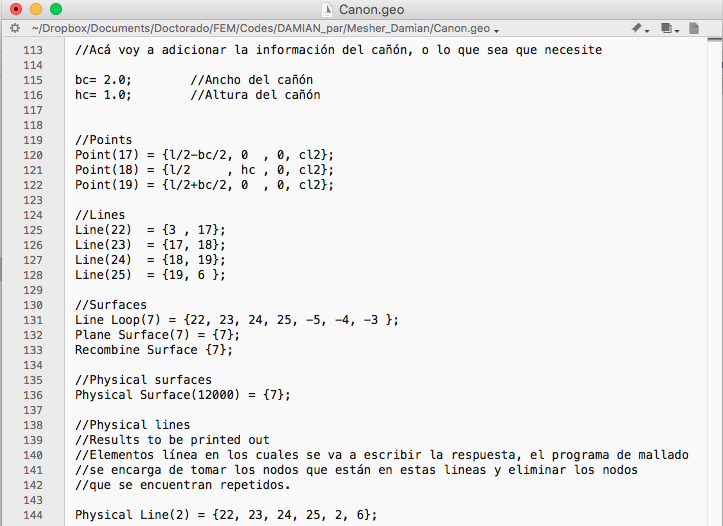 Canon.geo
~/Dropbox/Documents/Doctorado/FEM/Codes/DAMIAN_par/Mesher_Damian/Canon.geo
113 //Acá voy a adicionar la información del cañón, o lo que sea que necesite
114
115 bc= 2.0;        //Ancho del cañón
116 hc= 1.0;        //Altura del cañón
117
118
119 //Points
120 Point(17) = {l/2-bc/2, 0  , 0, cl2};
121 Point(18) = {l/2     , hc , 0, cl2};
122 Point(19) = {l/2+bc/2, 0  , 0, cl2};
123
124 //Lines
125 Line(22)  = {3 , 17};
126 Line(23)  = {17, 18};
127 Line(24)  = {18, 19};
128 Line(25)  = {19, 6 };
129
130 //Surfaces
131 Line Loop(7) = {22, 23, 24, 25, -5, -4, -3 };
132 Plane Surface(7) = {7};
133 Recombine Surface {7};
134
135 //Physical surfaces
136 Physical Surface(12000) = {7};
137
138 //Physical lines
139 //Results to be printed out
140 //Elementos línea en los cuales se va a escribir la respuesta, el programa de mallado
141 //se encarga de tomar los nodos que están en estas lineas y eliminar los nodos
142 //que se encuentran repetidos.
143
144 Physical Line(2) = {22, 23, 24, 25, 2, 6};